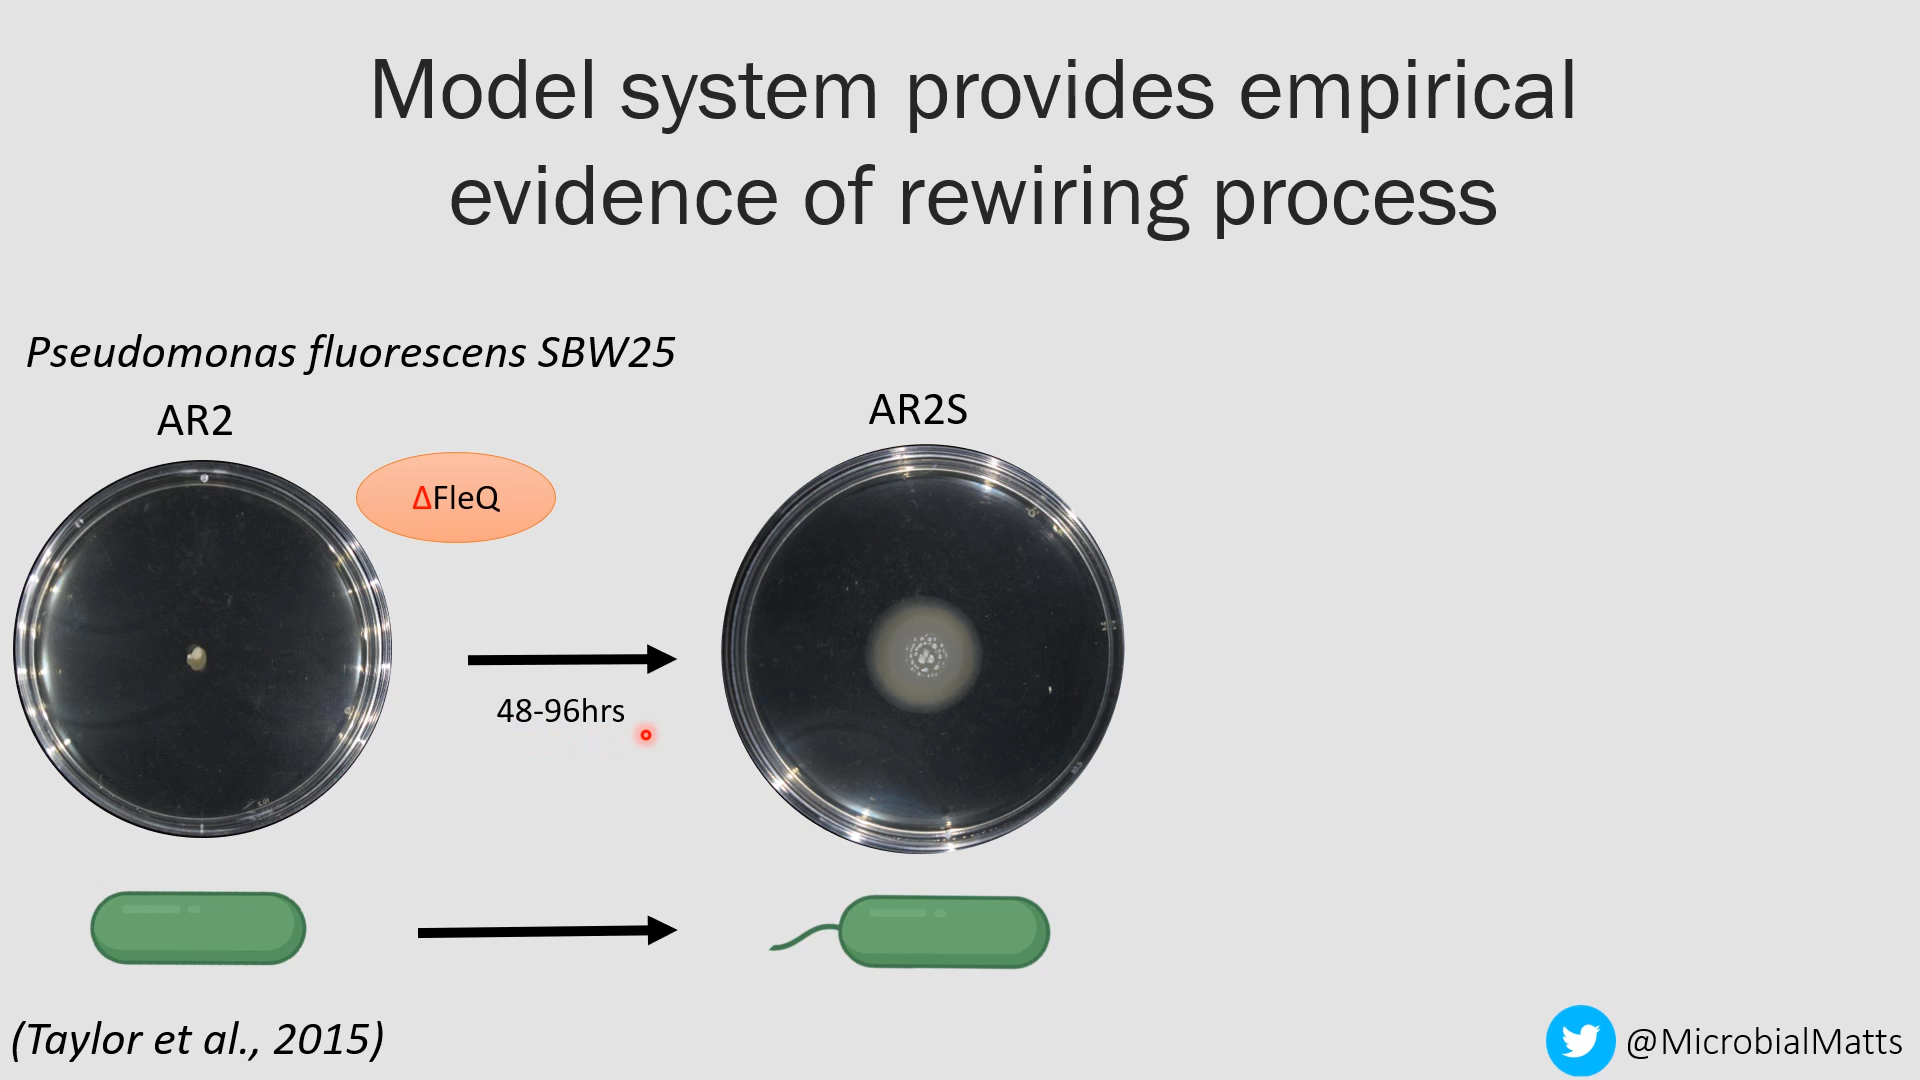 Model system provides empirical
evidence of rewiring process
Pseudomonas fluorescens SBW25
AR2
AR2S
ΔFleQ
48-96hrs
(Taylor et al., 2015)
@MicrobialMatts